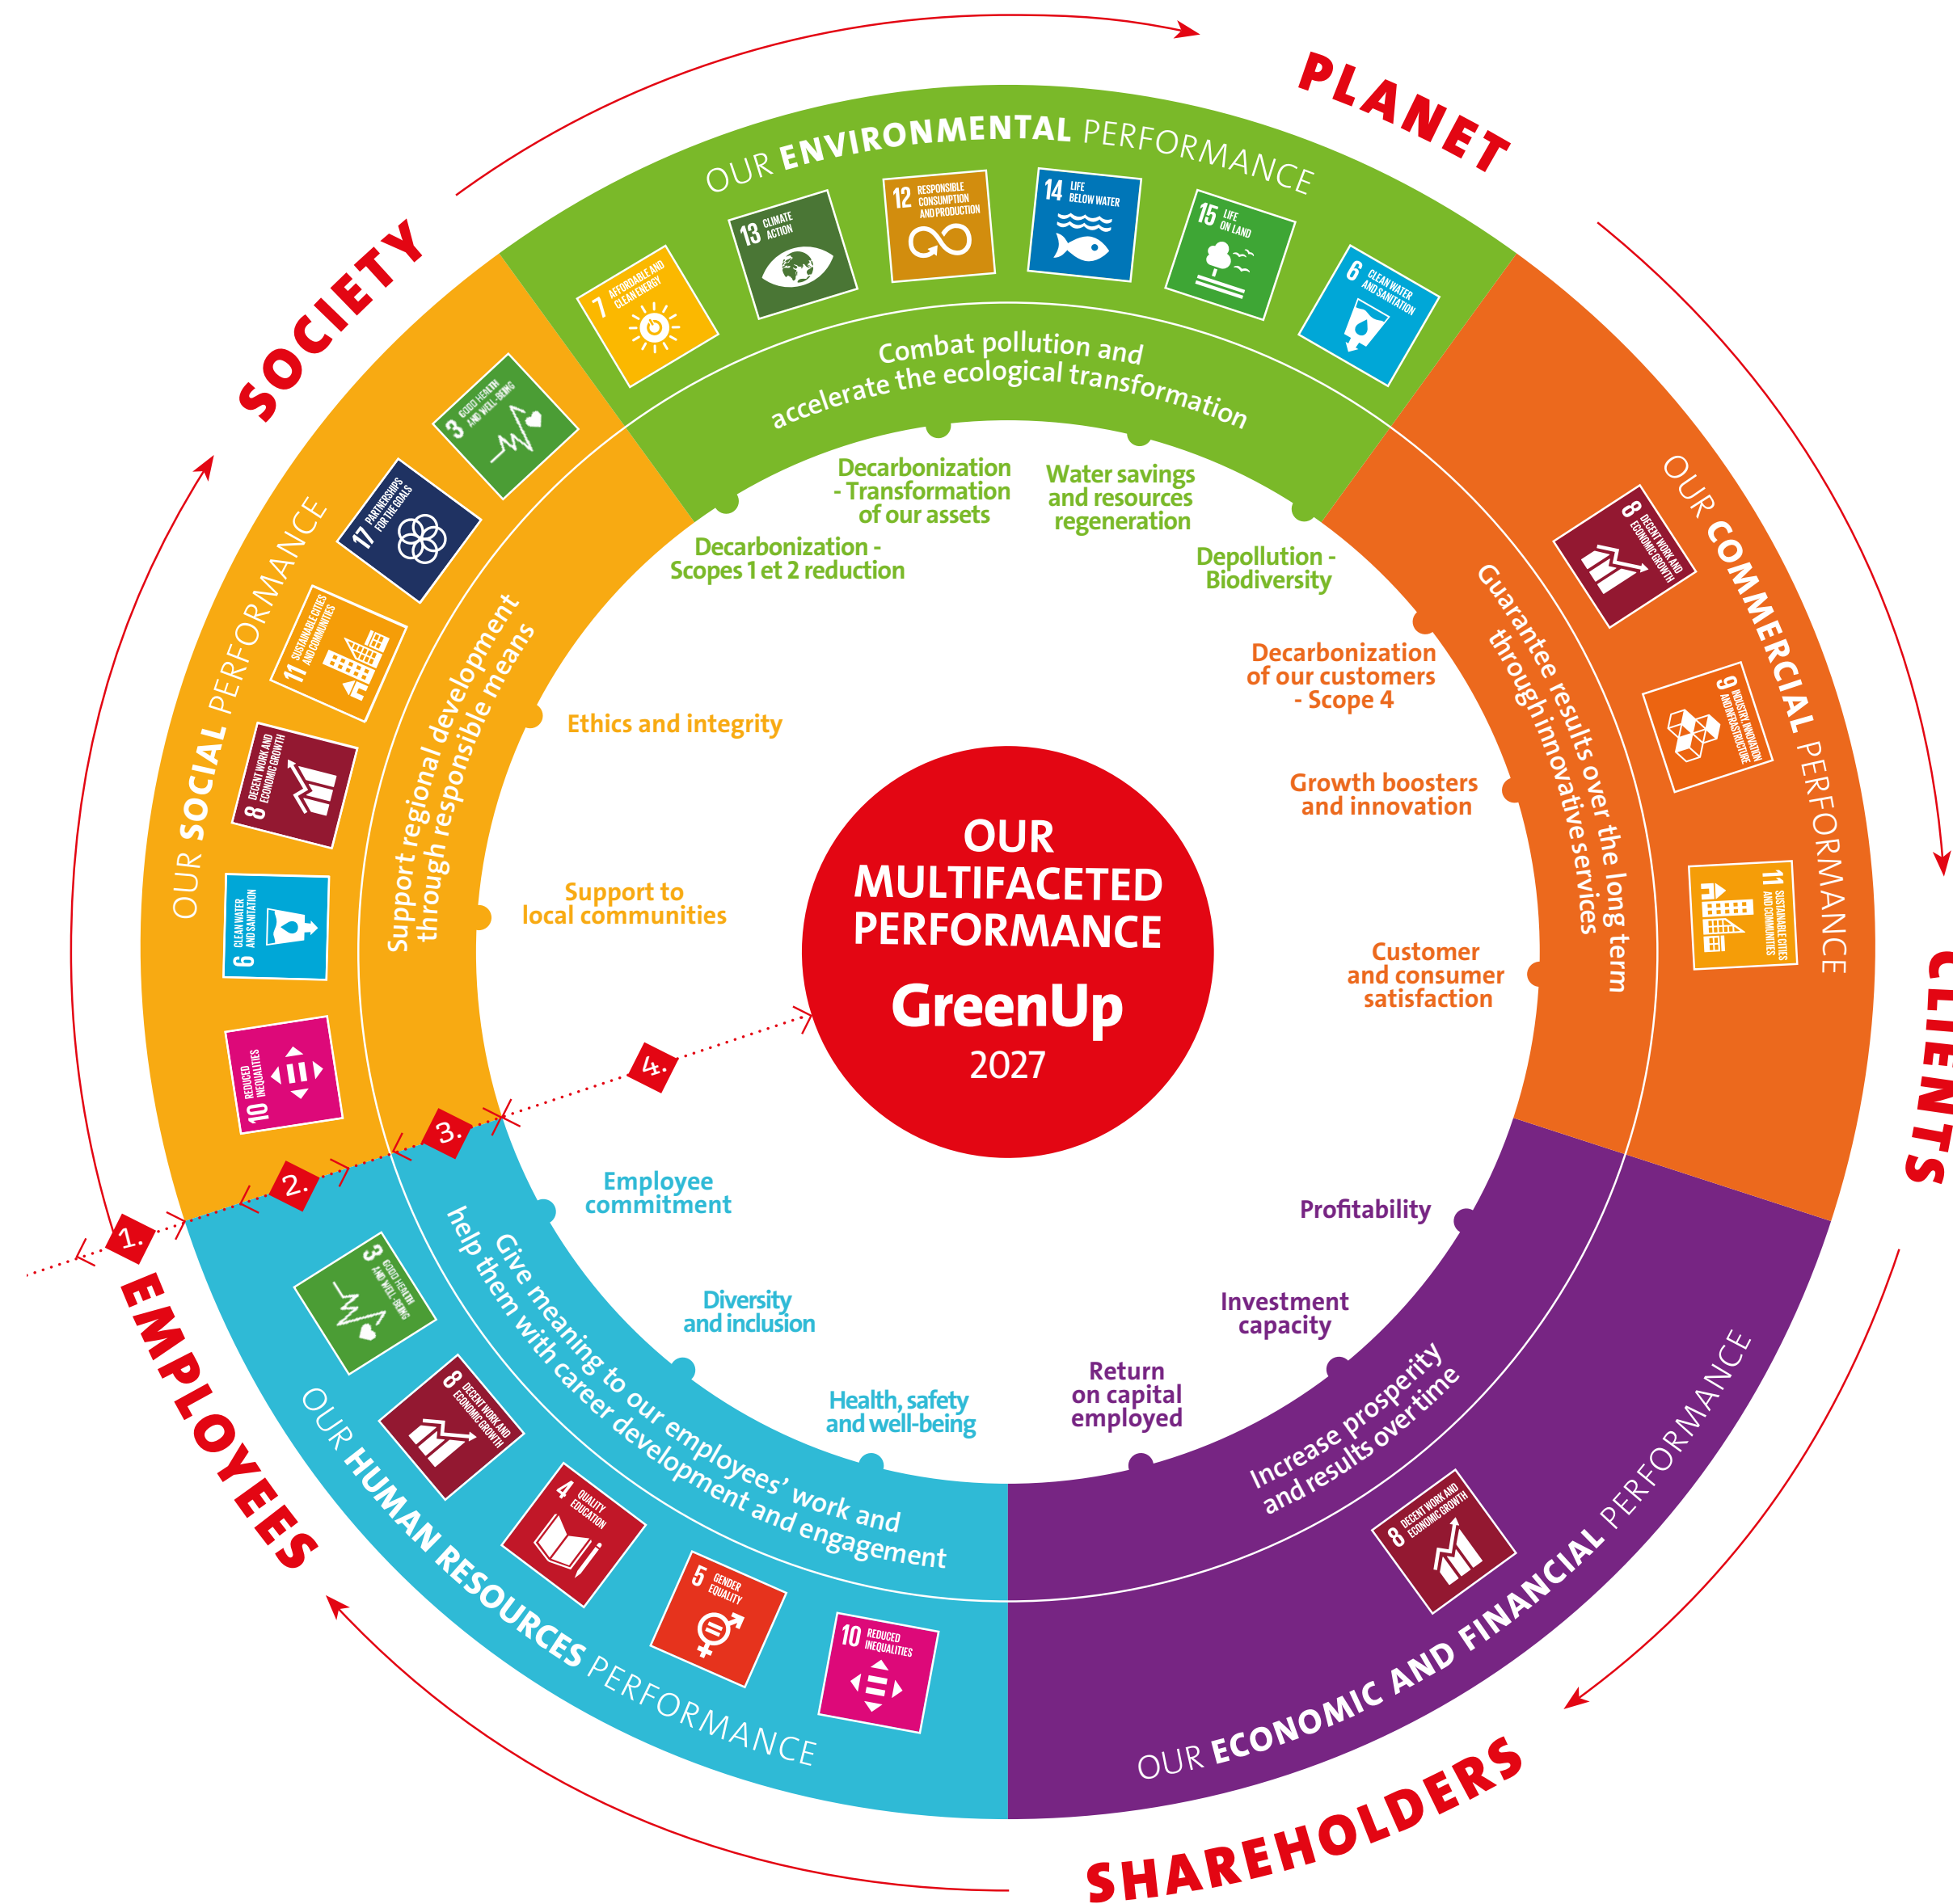 PLANET
CLIENTS
SHAREHOLDERS
EMPLOYEES
SOCIETY
OUR ENVIRONMENTAL PERFORMANCE
7 AFFORDABLE AND
CLEAN ENERGY
13 CLIMATE
ACTION
12 RESPONSIBLE
CONSUMPTION
AND PRODUCTION
14 LIFE
BELOW WATER
15 LIFE
ON LAND
6 CLEAN WATER
AND SANITATION
Combat pollution and
accelerate the ecological transformation
Decarbonization -
Scopes 1 et 2 reduction
Decarbonization
- Transformation
of our assets
Water savings
and resources
regeneration
Depollution -
Biodiversity
OUR COMMERCIAL PERFORMANCE
8 DECENT WORK AND
ECONOMIC GROWTH
9 INDUSTRY, INNOVATION
AND INFRASTRUCTURE
11 SUSTAINABLE CITIES
AND COMMUNITIES
Guarantee results over the long term
through innovative services
Decarbonization
of our customers
- Scope 4
Growth boosters
and innovation
Customer
and consumer
satisfaction
OUR ECONOMIC AND FINANCIAL PERFORMANCE
8 DECENT WORK AND
ECONOMIC GROWTH
Increase prosperity
and results over time
Profitability
Investment
capacity
Return
on capital
employed
OUR HUMAN RESOURCES PERFORMANCE
3 GOOD HEALTH
AND WELL-BEING
8 DECENT WORK AND
ECONOMIC GROWTH
4 QUALITY
EDUCATION
5 GENDER
EQUALITY
10 REDUCED
INEQUALITIES
Give meaning to our employees' work and
help them with career development and engagement
Employee
commitment
Diversity
and inclusion
Health, safety
and well-being
OUR SOCIAL PERFORMANCE
10 REDUCED
INEQUALITIES
6 CLEAN WATER
AND SANITATION
8 DECENT WORK AND
ECONOMIC GROWTH
11 SUSTAINABLE CITIES
AND COMMUNITIES
17 PARTNERSHIPS
FOR THE GOALS
3 GOOD HEALTH
AND WELL-BEING
Support regional development
through responsible means
Ethics and integrity
Support to
local communities
1.
2.
3.
4.
OUR
MULTIFACETED
PERFORMANCE
GreenUp
2027